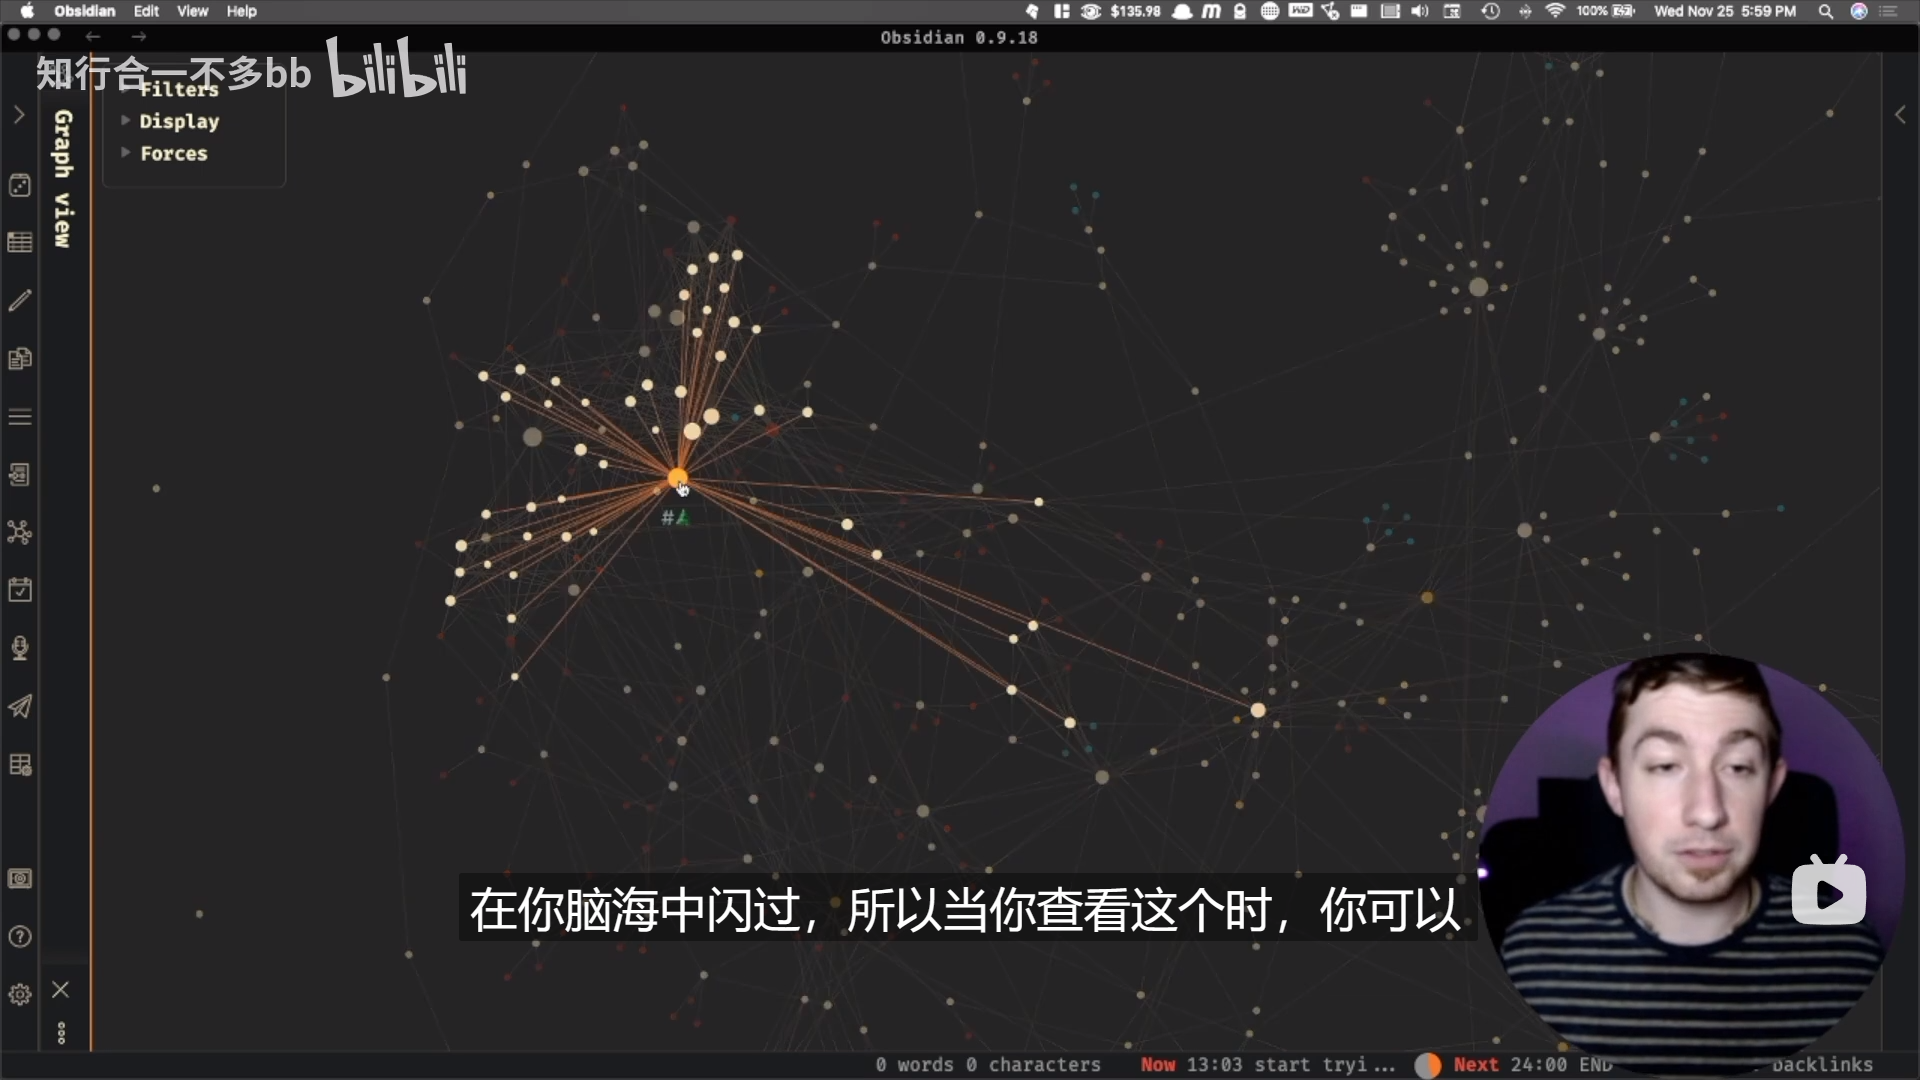 Obsidian Edit View Help
$135.98
100%
Wed Nov 25 5:59 PM
Obsidian 0.9.18
知行合一不多bb bilibili
Filters
Display
Forces
Graph view
#🌲
在你脑海中闪过，所以当你查看这个时，你可以
0 words 0 characters
Now 13:03 start tryi...
Next 24:00 END
backlinks